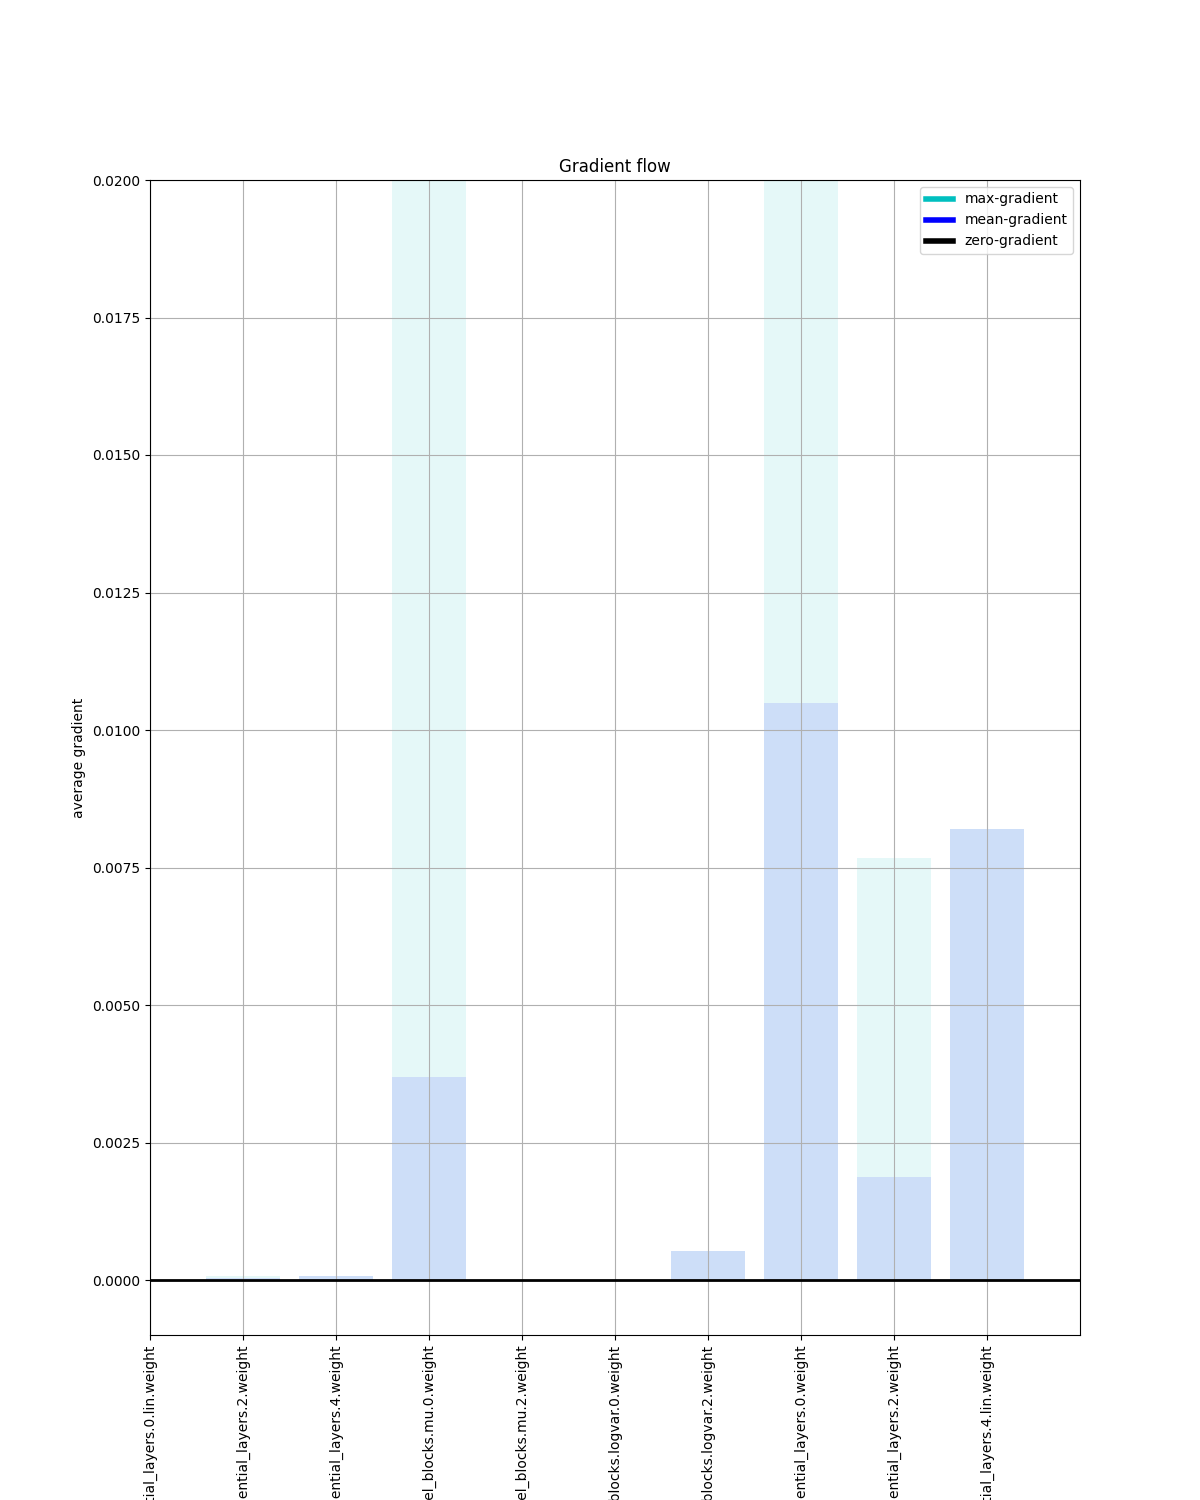 Gradient flow
max-gradient
mean-gradient
zero-gradient
0.0200
0.0175
0.0150
0.0125
0.0100
0.0075
0.0050
0.0025
0.0000
average gradient
tial_layers.0.lin.weight
ential_layers.2.weight
ential_layers.4.weight
el_blocks.mu.0.weight
el_blocks.mu.2.weight
blocks.logvar.0.weight
blocks.logvar.2.weight
ential_layers.0.weight
ential_layers.2.weight
tial_layers.4.lin.weight